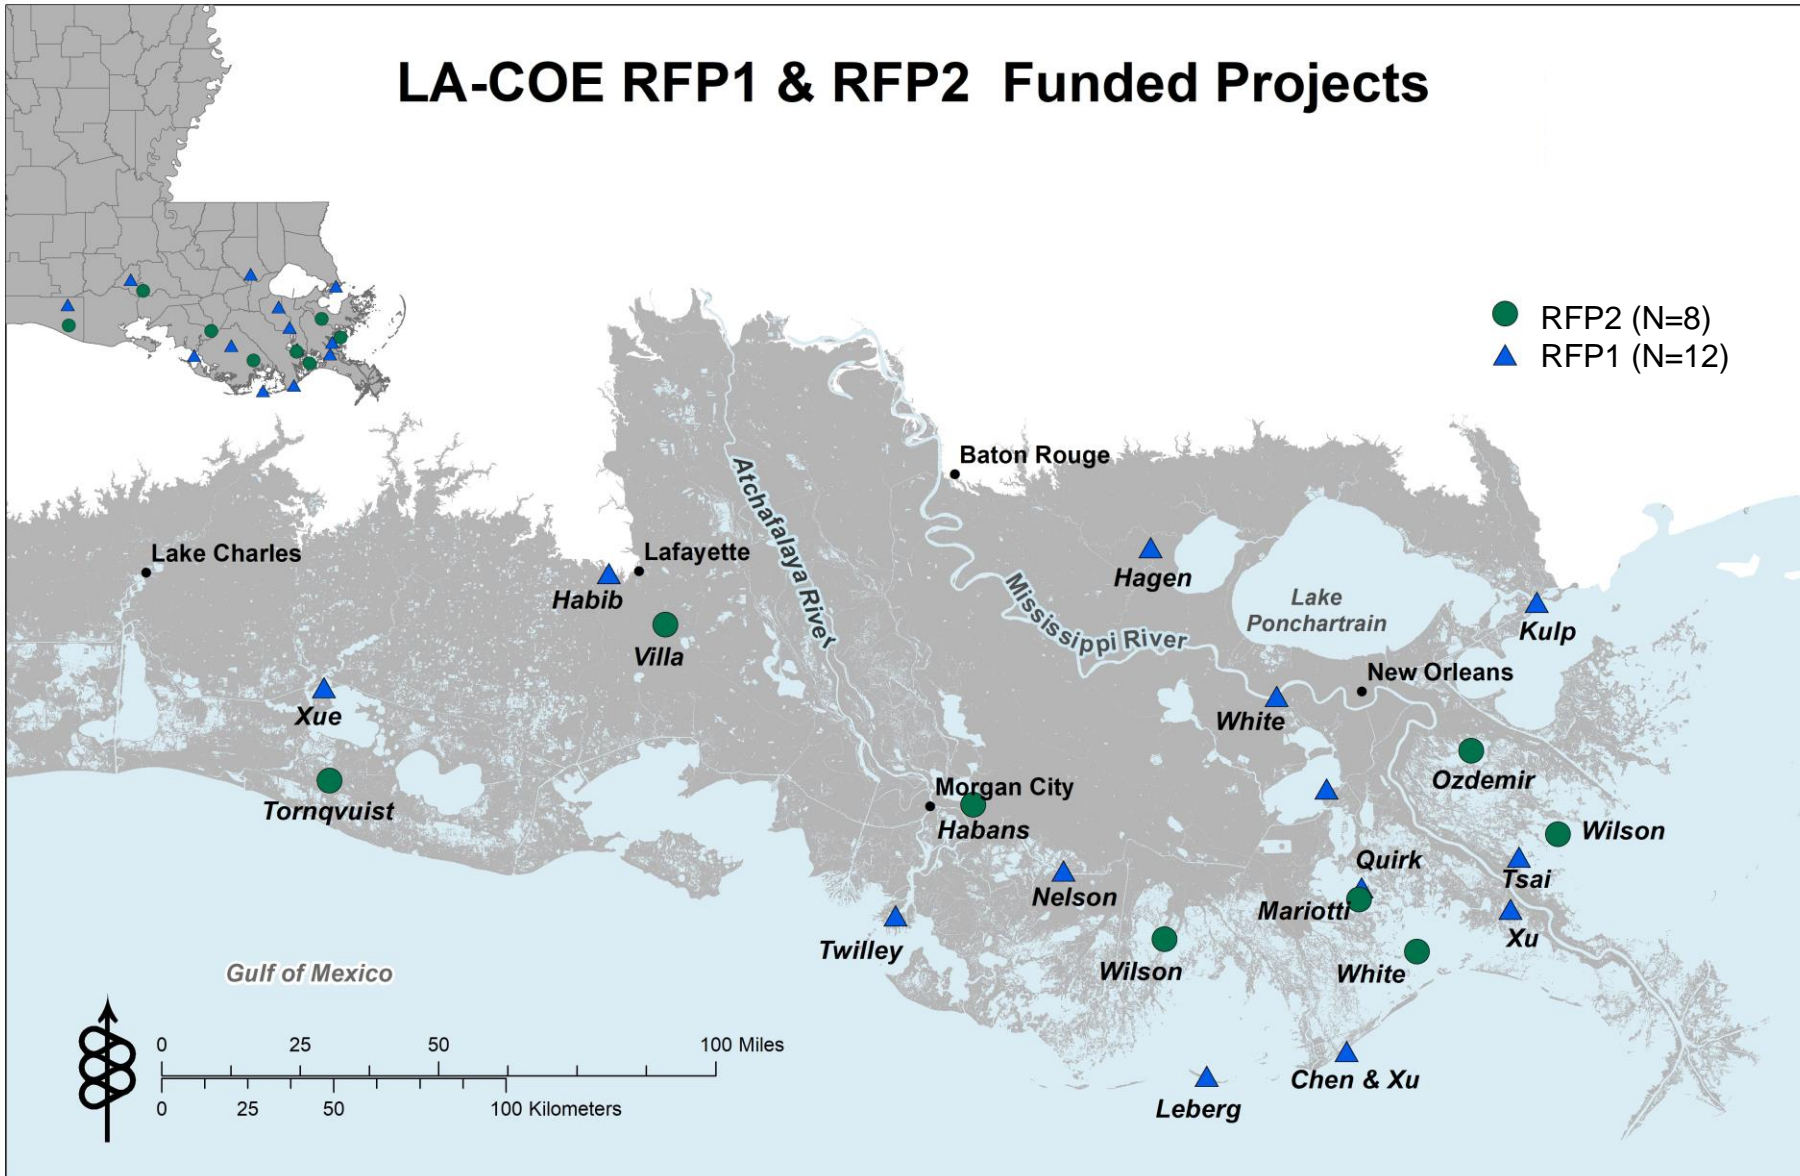 LA-COE RFP1 & RFP2 Funded Projects
RFP2 (N=8)
RFP1 (N=12)
Baton Rouge
Atchafalaya River
Lake Charles
Lafayette
Habib
Hagen
Mississippi River
Lake
Ponchartrain
Kulp
Villa
New Orleans
Xue
White
Ozdemir
Tornqvuist
Morgan City
Habans
Wilson
Quirk
Tsai
Nelson
Mariotti
Xu
Twilley
Wilson
White
Gulf of Mexico
0 25 50 100 Miles
0 25 50 100 Kilometers
Chen & Xu
Leberg